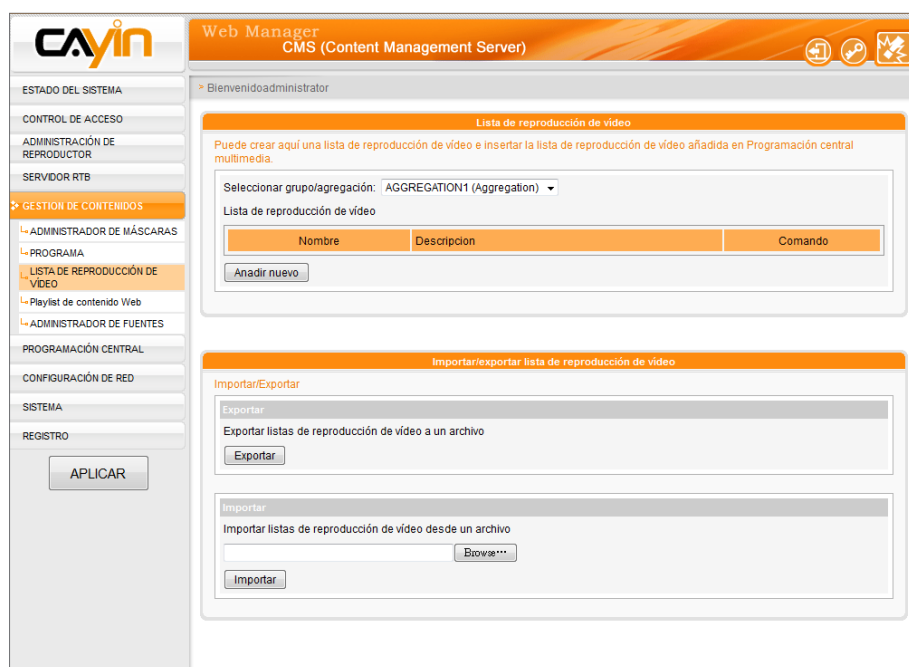 CAYIN
Web Manager
CMS (Content Management Server)
ESTADO DEL SISTEMA
CONTROL DE ACCESO
ADMINISTRACIÓN DE
REPRODUCTOR
SERVIDOR RTB
GESTION DE CONTENIDOS
ADMINISTRADOR DE MÁSCARAS
PROGRAMA
LISTA DE REPRODUCCIÓN DE
VÍDEO
Playlist de contenido Web
ADMINISTRADOR DE FUENTES
PROGRAMACIÓN CENTRAL
CONFIGURACIÓN DE RED
SISTEMA
REGISTRO
APLICAR
> Bienvenidoadministrator
Lista de reproducción de vídeo
Puede crear aquí una lista de reproducción de vídeo e insertar la lista de reproducción de vídeo añadida en Programación central
multimedia.
Seleccionar grupo/agregación: AGGREGATION1 (Aggregation)
Lista de reproducción de vídeo
Nombre Descripcion Comando
Anadir nuevo
Importar/exportar lista de reproducción de vídeo
Importar/Exportar
Exportar
Exportar listas de reproducción de vídeo a un archivo
Exportar
Importar
Importar listas de reproducción de vídeo desde un archivo
Browse...
Importar